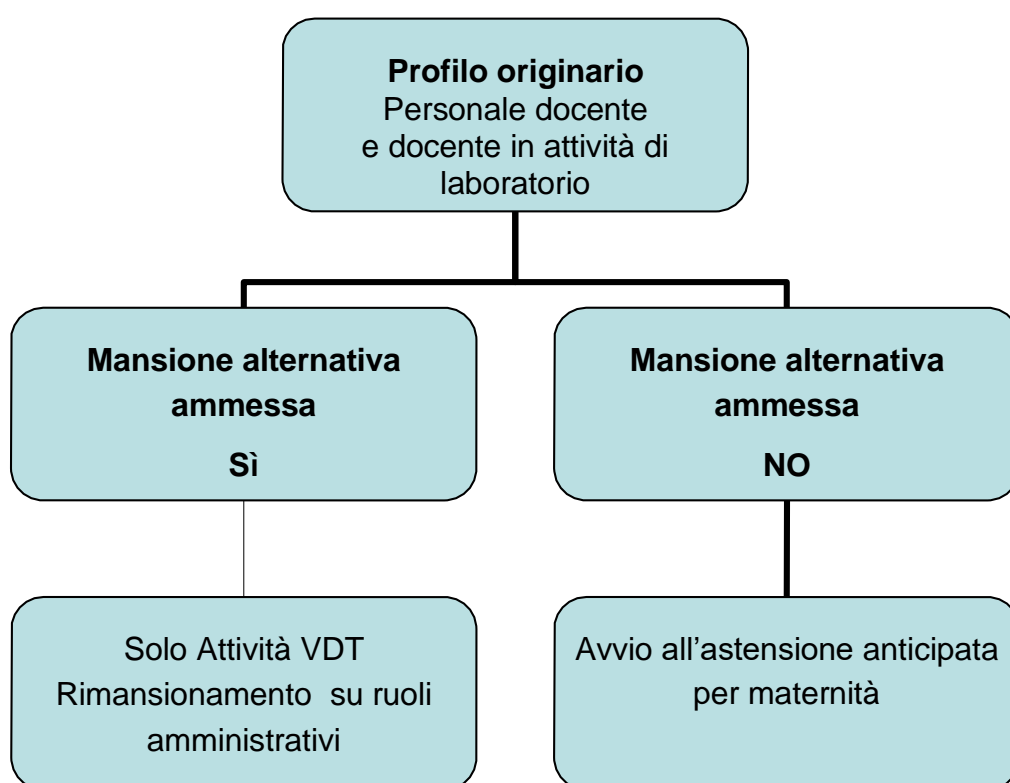 Profilo originario
Personale docente
e docente in attività di
laboratorio
Mansione alternativa
ammessa
Sì
Mansione alternativa
ammessa
NO
Solo Attività VDT
Rimansionamento su ruoli
amministrativi
Avvio all'astensione anticipata
per maternità